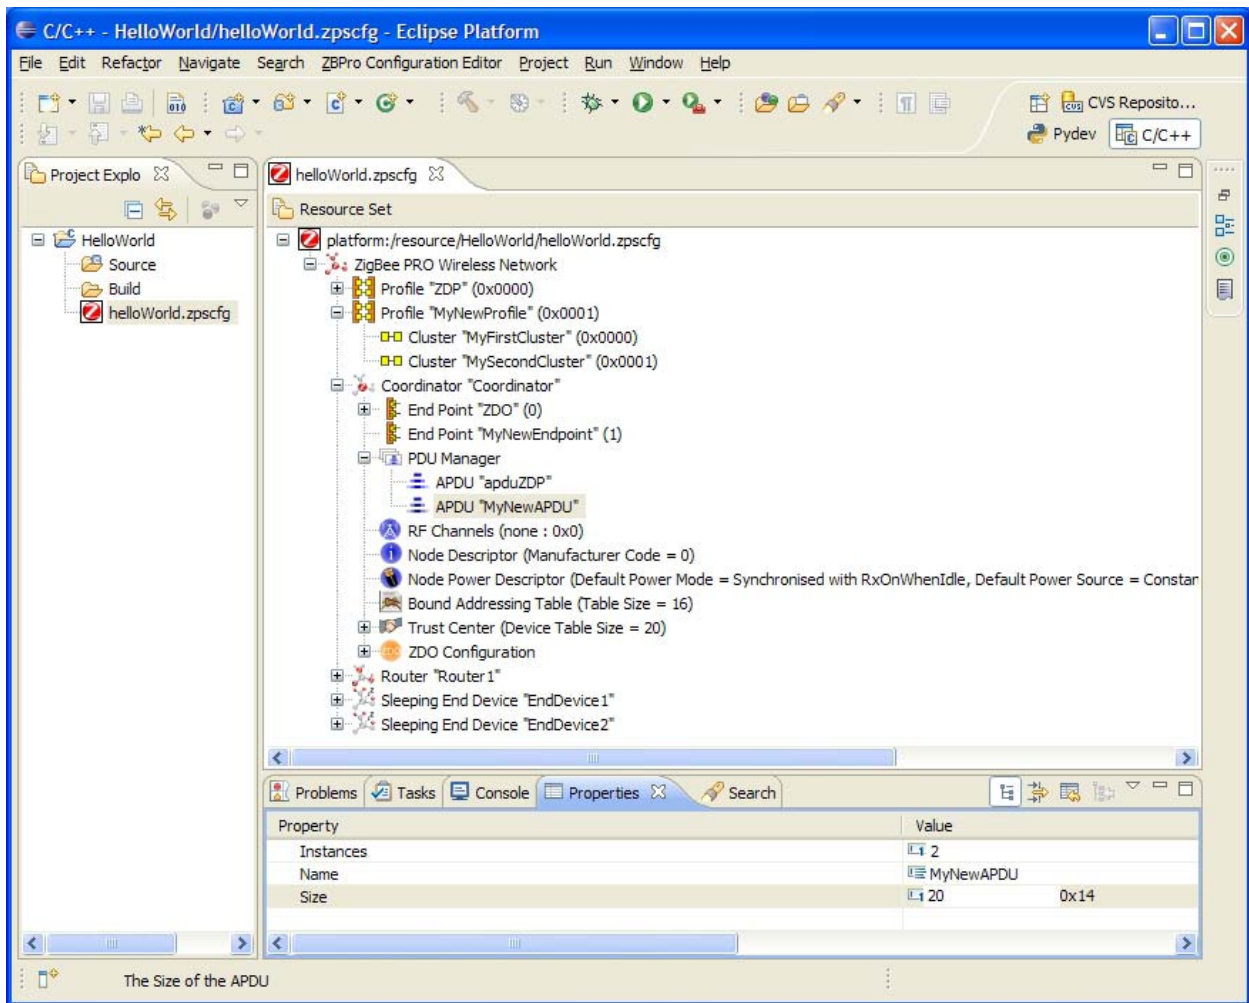 C/C++ - HelloWorld/helloWorld.zpscfg - Eclipse Platform
File Edit Refactor Navigate Search ZBPro Configuration Editor Project Run Window Help
CVS Reposito...
Pydev C/C++
Project Explo
helloWorld.zpscfg
Resource Set
HelloWorld
Source
Build
helloWorld.zpscfg
platform:/resource/HelloWorld/helloWorld.zpscfg
ZigBee PRO Wireless Network
Profile "ZDP" (0x0000)
Profile "MyNewProfile" (0x0001)
Cluster "MyFirstCluster" (0x0000)
Cluster "MySecondCluster" (0x0001)
Coordinator "Coordinator"
End Point "ZDO" (0)
End Point "MyNewEndpoint" (1)
PDU Manager
APDU "apduZDP"
APDU "MyNewAPDU"
RF Channels (none : 0x0)
Node Descriptor (Manufacturer Code = 0)
Node Power Descriptor (Default Power Mode = Synchronised with RxOnWhenIdle, Default Power Source = Constar
Bound Addressing Table (Table Size = 16)
Trust Center (Device Table Size = 20)
ZDO Configuration
Router "Router1"
Sleeping End Device "EndDevice1"
Sleeping End Device "EndDevice2"
Problems Tasks Console Properties Search
Property Value
Instances 2
Name MyNewAPDU
Size 20 0x14
The Size of the APDU